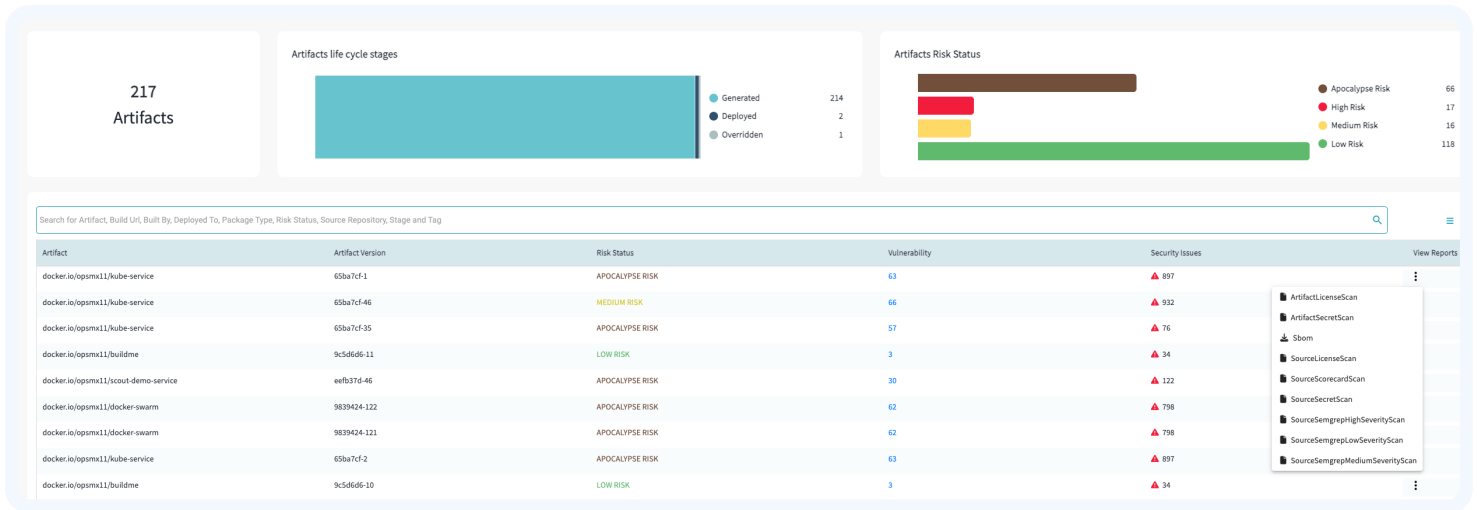 217
Artifacts
Artifacts life cycle stages
Generated 214
Deployed 2
Overridden 1
Artifacts Risk Status
Apocalypse Risk 66
High Risk 17
Medium Risk 16
Low Risk 118
Search for Artifact, Build Url, Built By, Deployed To, Package Type, Risk Status, Source Repository, Stage and Tag
Artifact Artifact Version Risk Status Vulnerability Security Issues View Reports
docker.io/opsmx11/kube-service 65ba7cf-1 APOCALYPSE RISK 63 897
docker.io/opsmx11/kube-service 65ba7cf-46 MEDIUM RISK 66 932
docker.io/opsmx11/kube-service 65ba7cf-35 APOCALYPSE RISK 57 76
docker.io/opsmx11/buildme 9c5d6d6-11 LOW RISK 3 34
docker.io/opsmx11/scout-demo-service eefb37d-46 APOCALYPSE RISK 30 122
docker.io/opsmx11/docker-swarm 9839424-122 APOCALYPSE RISK 62 798
docker.io/opsmx11/docker-swarm 9839424-121 APOCALYPSE RISK 62 798
docker.io/opsmx11/kube-service 65ba7cf-2 APOCALYPSE RISK 63 897
docker.io/opsmx11/buildme 9c5d6d6-10 LOW RISK 3 34
ArtifactLicenseScan
ArtifactSecretScan
Sbom
SourceLicenseScan
SourceScorecardScan
SourceSecretScan
SourceSemgrepHighSeverityScan
SourceSemgrepLowSeverityScan
SourceSemgrepMediumSeverityScan